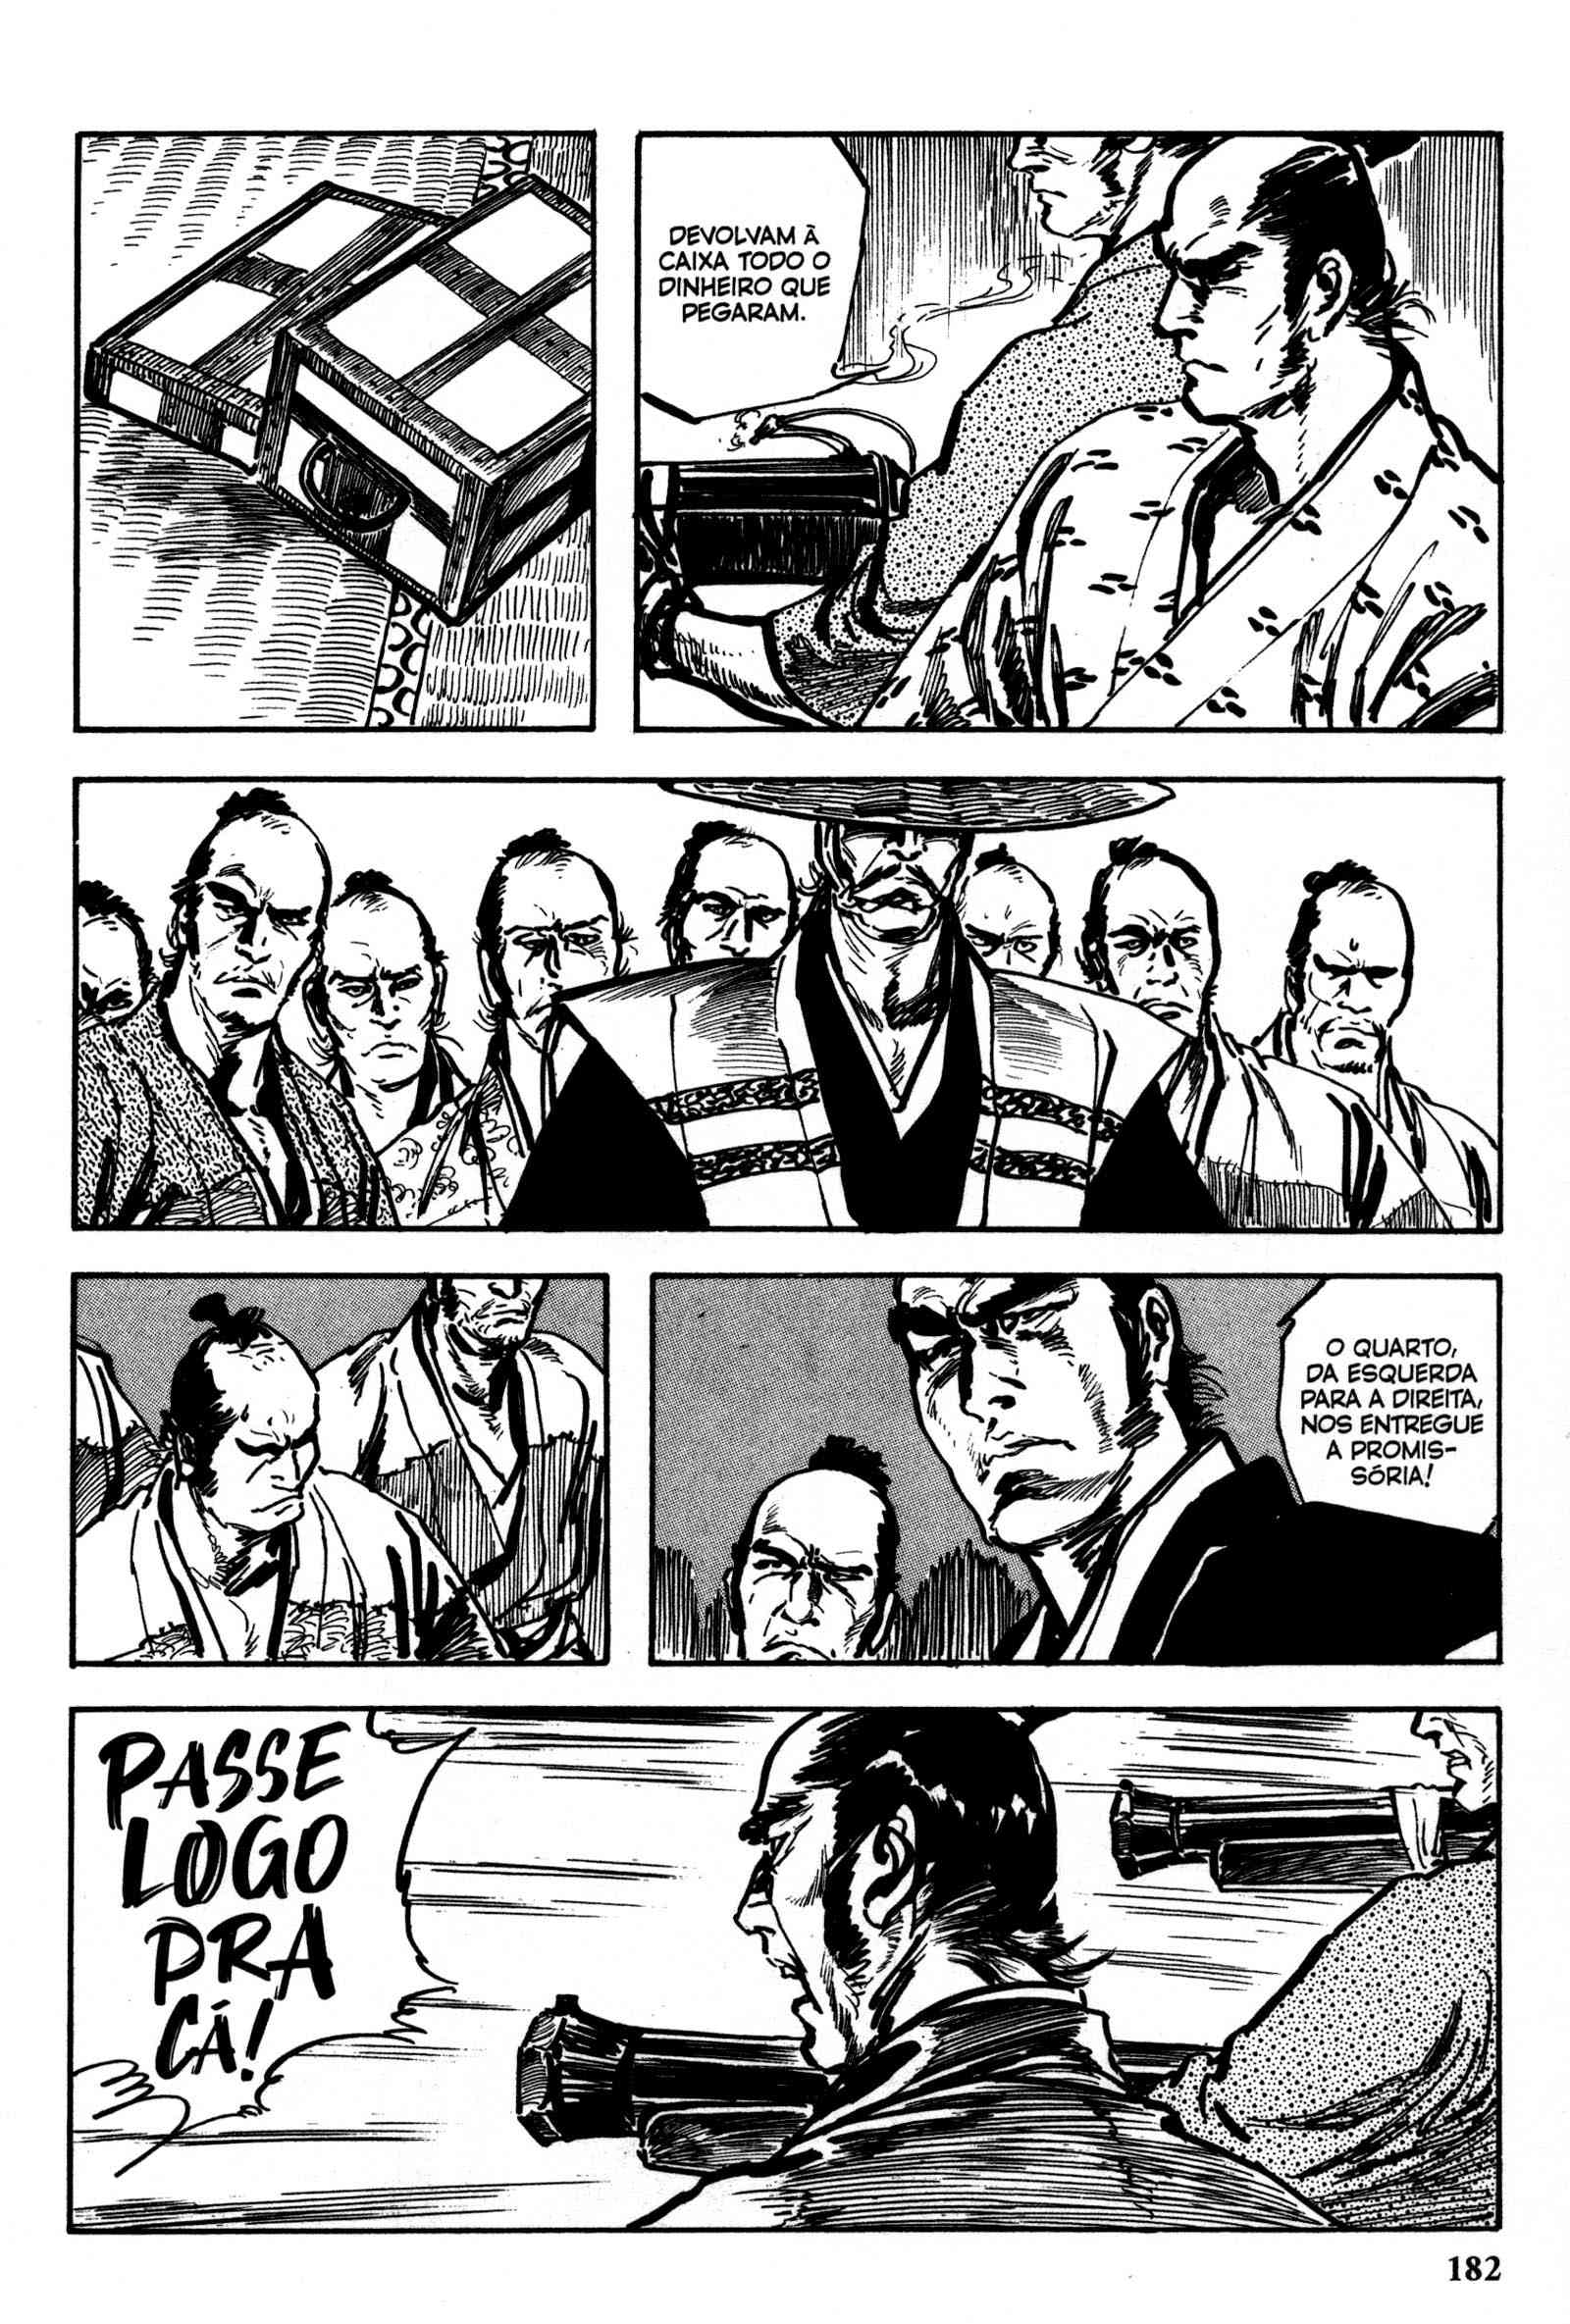 DEVOLVAM À
CAIXA TODO O
DINHEIRO QUE
PEGARAM.
O QUARTO,
DA ESQUERDA
PARA A DIREITA,
NOS ENTREGUE
A PROMIS-
SÓRIA!
PASSE
LOGO
PRA
CÁ!
182